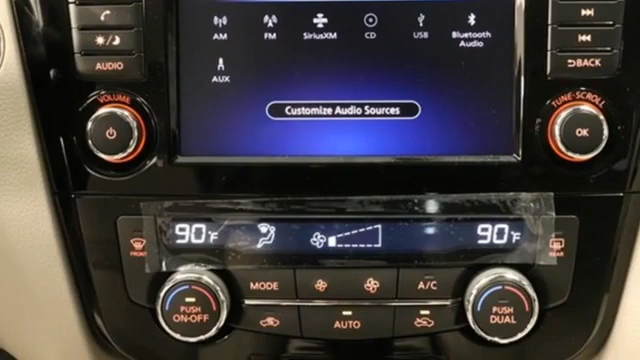 AM FM SiriusXM CD USB Bluetooth Audio
AUX
AUDIO
BACK
Customize Audio Sources
VOLUME
TUNE·SCROLL
OK
90°F 90°F
FRONT
REAR
MODE A/C
PUSH ON·OFF
AUTO
PUSH DUAL